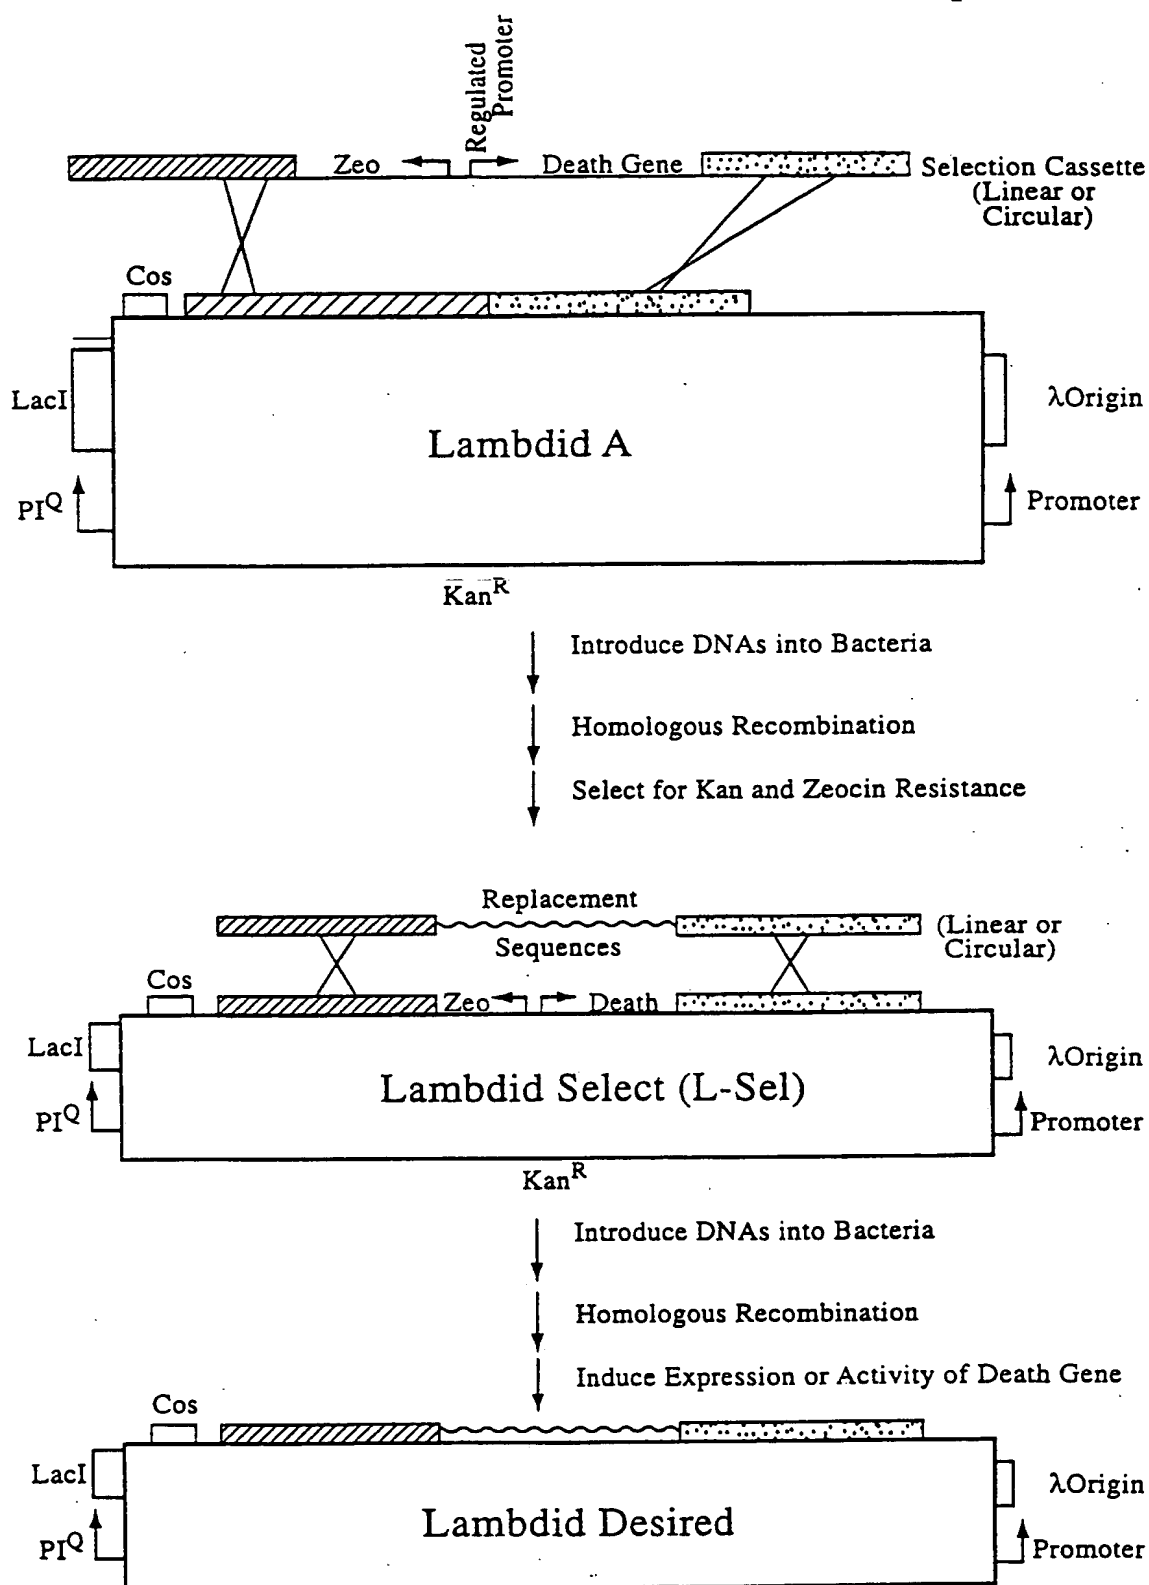 Regulated
Promoter
Zeo
Death Gene
Selection Cassette
(Linear or
Circular)
Cos
LacI
λOrigin
Lambdid A
PI^Q
Promoter
Kan^R
Introduce DNAs into Bacteria
Homologous Recombination
Select for Kan and Zeocin Resistance
Replacement
Sequences
(Linear or
Circular)
Cos
Zeo
Death
LacI
λOrigin
Lambdid Select (L-Sel)
PI^Q
Promoter
Kan^R
Introduce DNAs into Bacteria
Homologous Recombination
Induce Expression or Activity of Death Gene
Cos
LacI
λOrigin
Lambdid Desired
PI^Q
Promoter